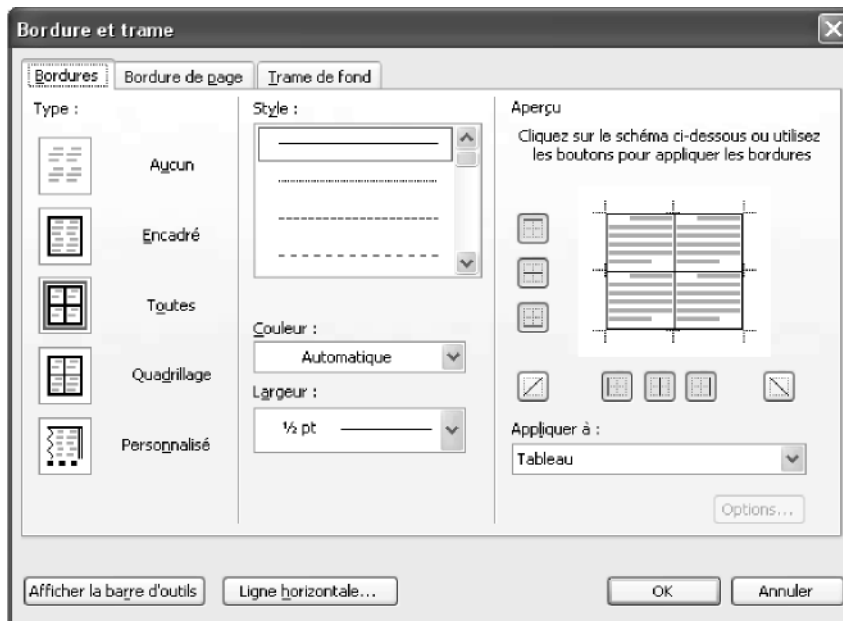 Bordure et trame
Bordures
Bordure de page
Trame de fond
Type :
Aucun
Encadré
Toutes
Quadrillage
Personnalisé
Style :
Couleur :
Automatique
Largeur :
½ pt
Aperçu
Cliquez sur le schéma ci-dessous ou utilisez
les boutons pour appliquer les bordures
Appliquer à :
Tableau
Options...
Afficher la barre d'outils
Ligne horizontale...
OK
Annuler